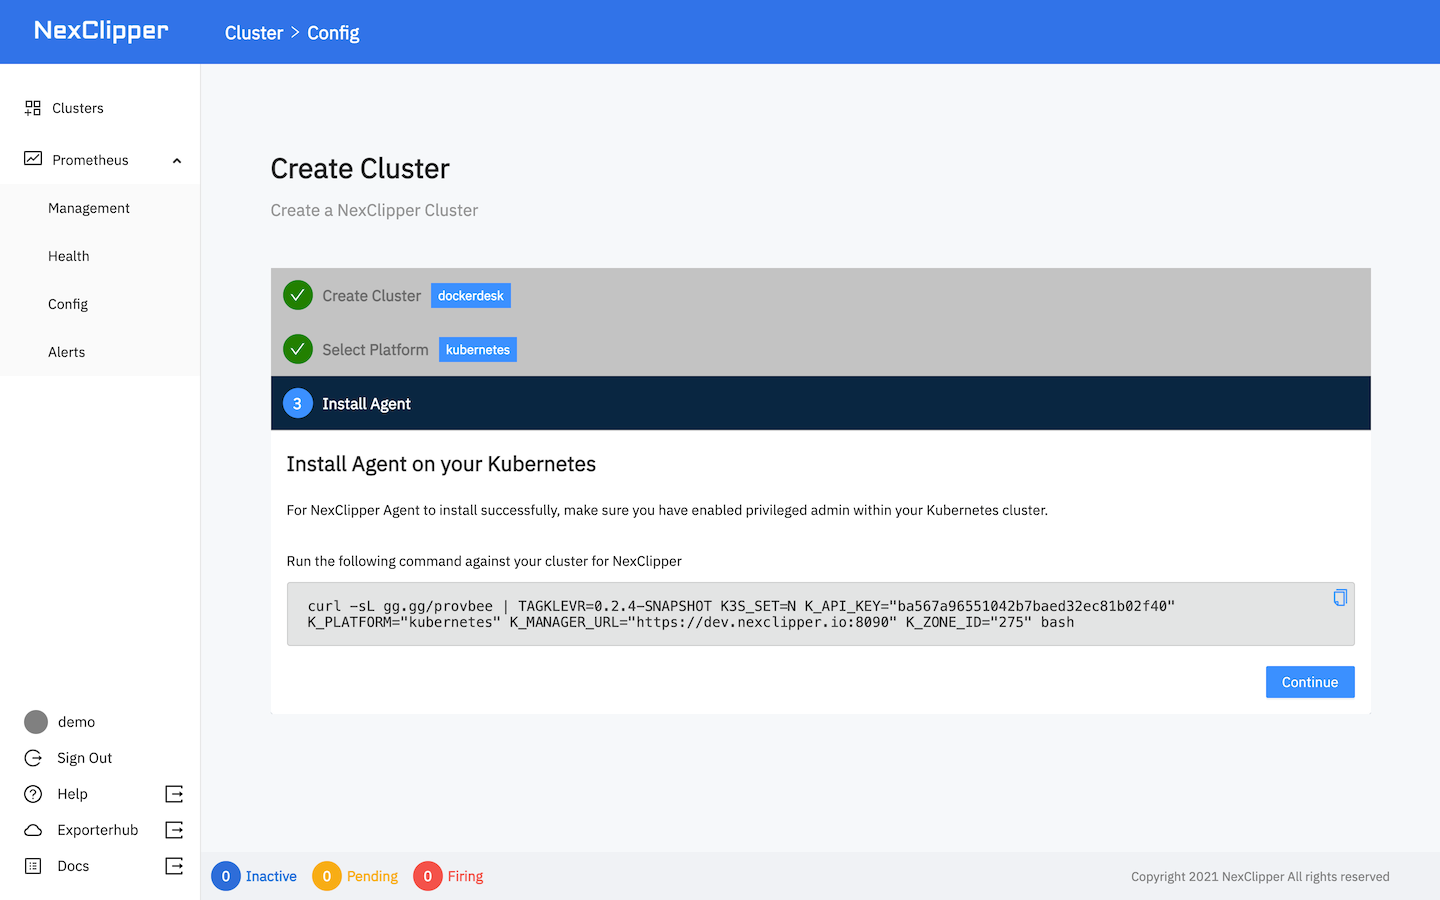 NexClipper
Cluster > Config
Clusters
Prometheus
Management
Health
Config
Alerts
demo
Sign Out
Help
Exporterhub
Docs
Create Cluster
Create a NexClipper Cluster
Create Cluster dockerdesk
Select Platform kubernetes
3 Install Agent
Install Agent on your Kubernetes
For NexClipper Agent to install successfully, make sure you have enabled privileged admin within your Kubernetes cluster.
Run the following command against your cluster for NexClipper
curl -sL gg.gg/provbee | TAGKLEVR=0.2.4-SNAPSHOT K3S_SET=N K_API_KEY="ba567a96551042b7baed32ec81b02f40"
K_PLATFORM="kubernetes" K_MANAGER_URL="https://dev.nexclipper.io:8090" K_ZONE_ID="275" bash
Continue
0 Inactive 0 Pending 0 Firing
Copyright 2021 NexClipper All rights reserved